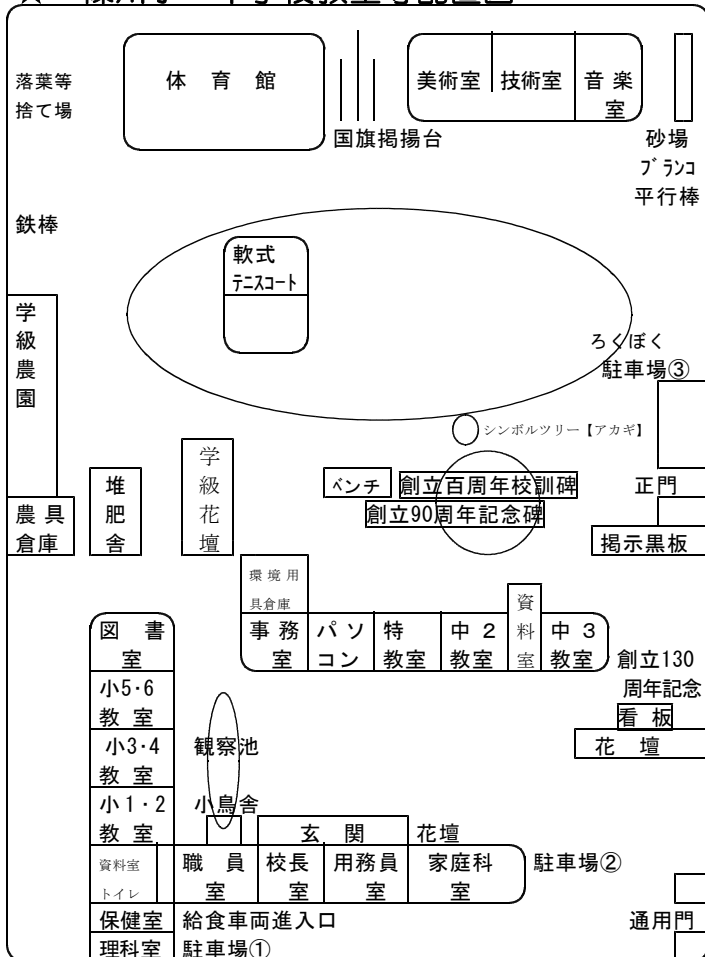 落葉等
捨て場
体 育 館
美術室
技術室
音 楽
室
国旗掲揚台
砂場
ブランコ
平行棒
鉄棒
軟式
テニスコート
学
級
農
園
ろくぼく
駐車場③
シンボルツリー【アカギ】
学
級
花
壇
堆
肥
舎
農 具
倉庫
ベンチ
創立百周年校訓碑
創立90周年記念碑
正門
掲示黒板
環 境 用
具倉庫
事 務
室
パ ソ
コン
特
教室
中 2
教室
資
料
室
中 3
教室
創立130
周年記念
看 板
花 壇
図 書
室
小5・6
教 室
小3・4
教 室
小1・2
教 室
観察池
小鳥舎
玄 関
花壇
資料室
トイレ
職 員
室
校長
室
用務員
室
家庭科
室
駐車場②
保健室
給食車両進入口
通用門
理科室
駐車場①